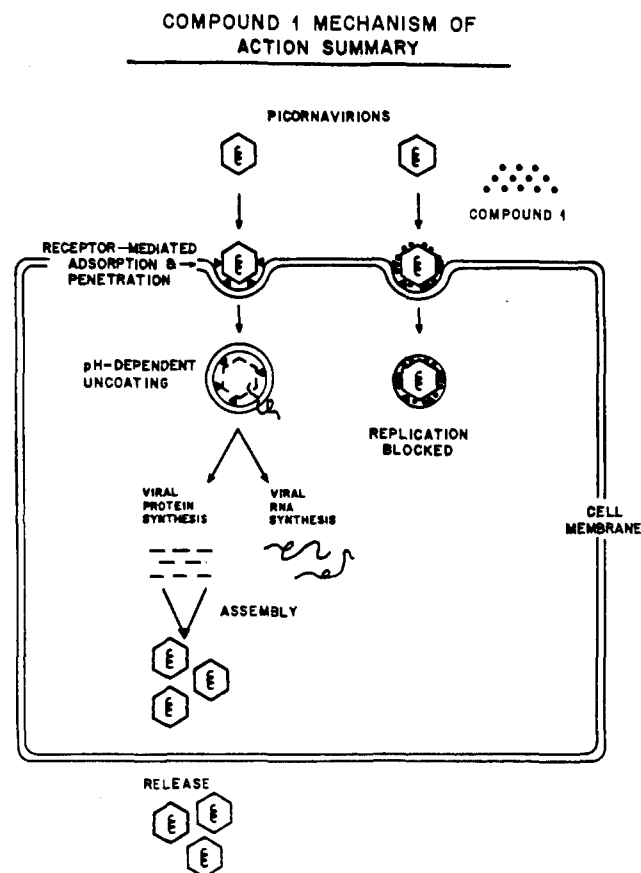 COMPOUND 1 MECHANISM OF
ACTION SUMMARY
PICORNAVIRIONS
COMPOUND 1
RECEPTOR-MEDIATED
ADSORPTION &
PENETRATION
pH-DEPENDENT
UNCOATING
REPLICATION
BLOCKED
VIRAL
PROTEIN
SYNTHESIS
VIRAL
RNA
SYNTHESIS
CELL
MEMBRANE
ASSEMBLY
RELEASE